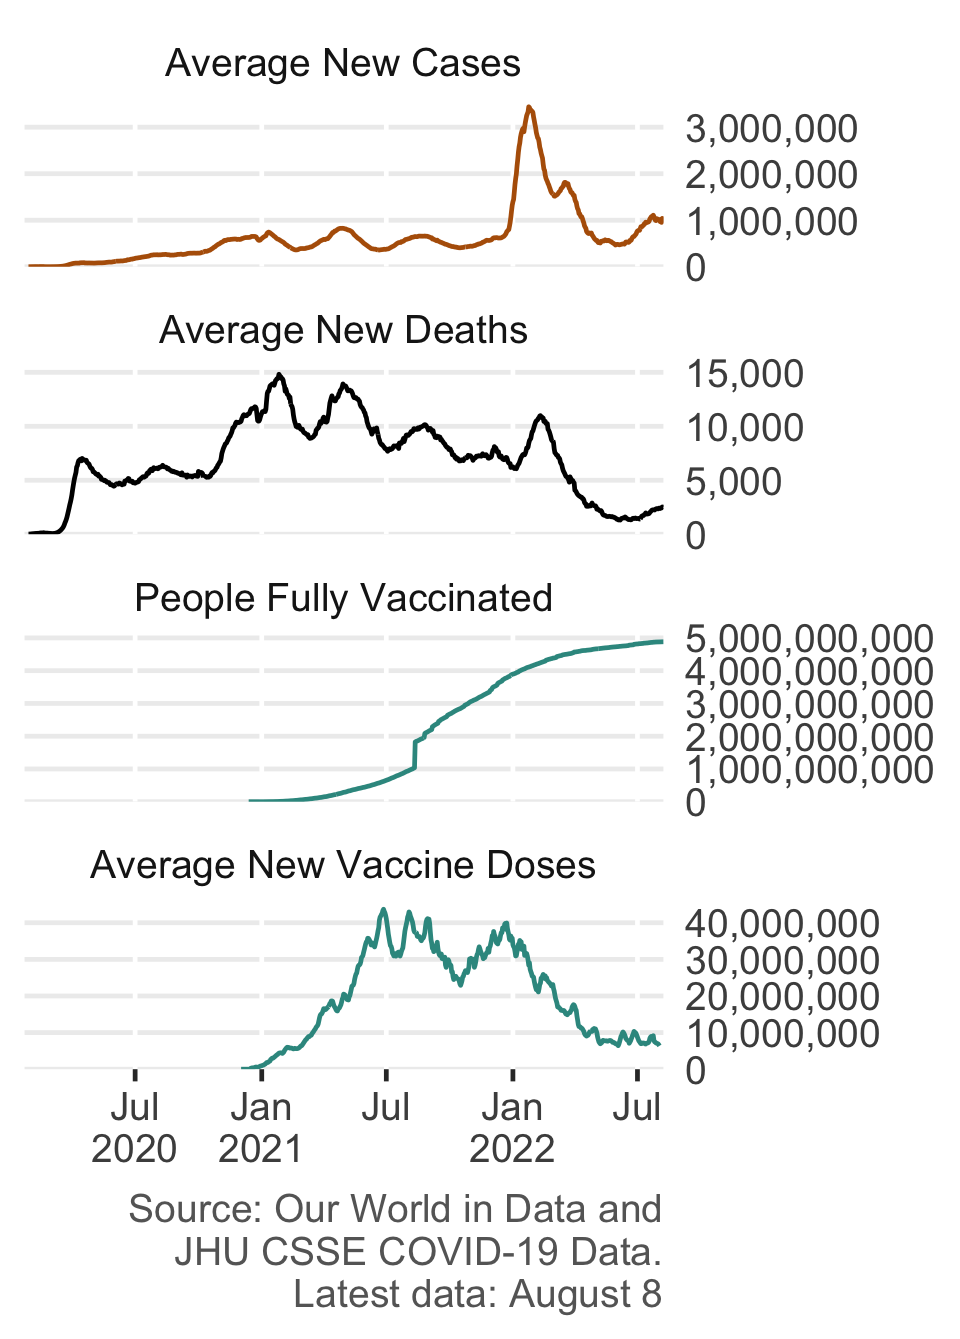 Average New Cases
3,000,000
2,000,000
1,000,000
0
Average New Deaths
15,000
10,000
5,000
0
People Fully Vaccinated
5,000,000,000
4,000,000,000
3,000,000,000
2,000,000,000
1,000,000,000
0
Average New Vaccine Doses
40,000,000
30,000,000
20,000,000
10,000,000
0
Jul Jan Jul Jan Jul
2020 2021 2022
Source: Our World in Data and
JHU CSSE COVID-19 Data.
Latest data: August 8